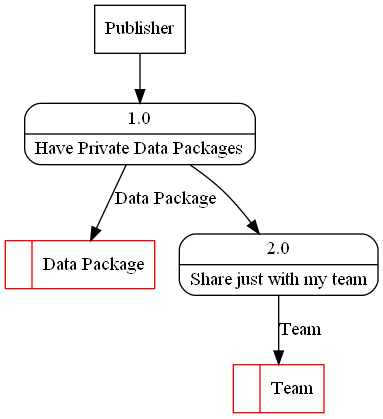 Publisher
1.0
Have Private Data Packages
Data Package
Data Package
2.0
Share just with my team
Team
Team